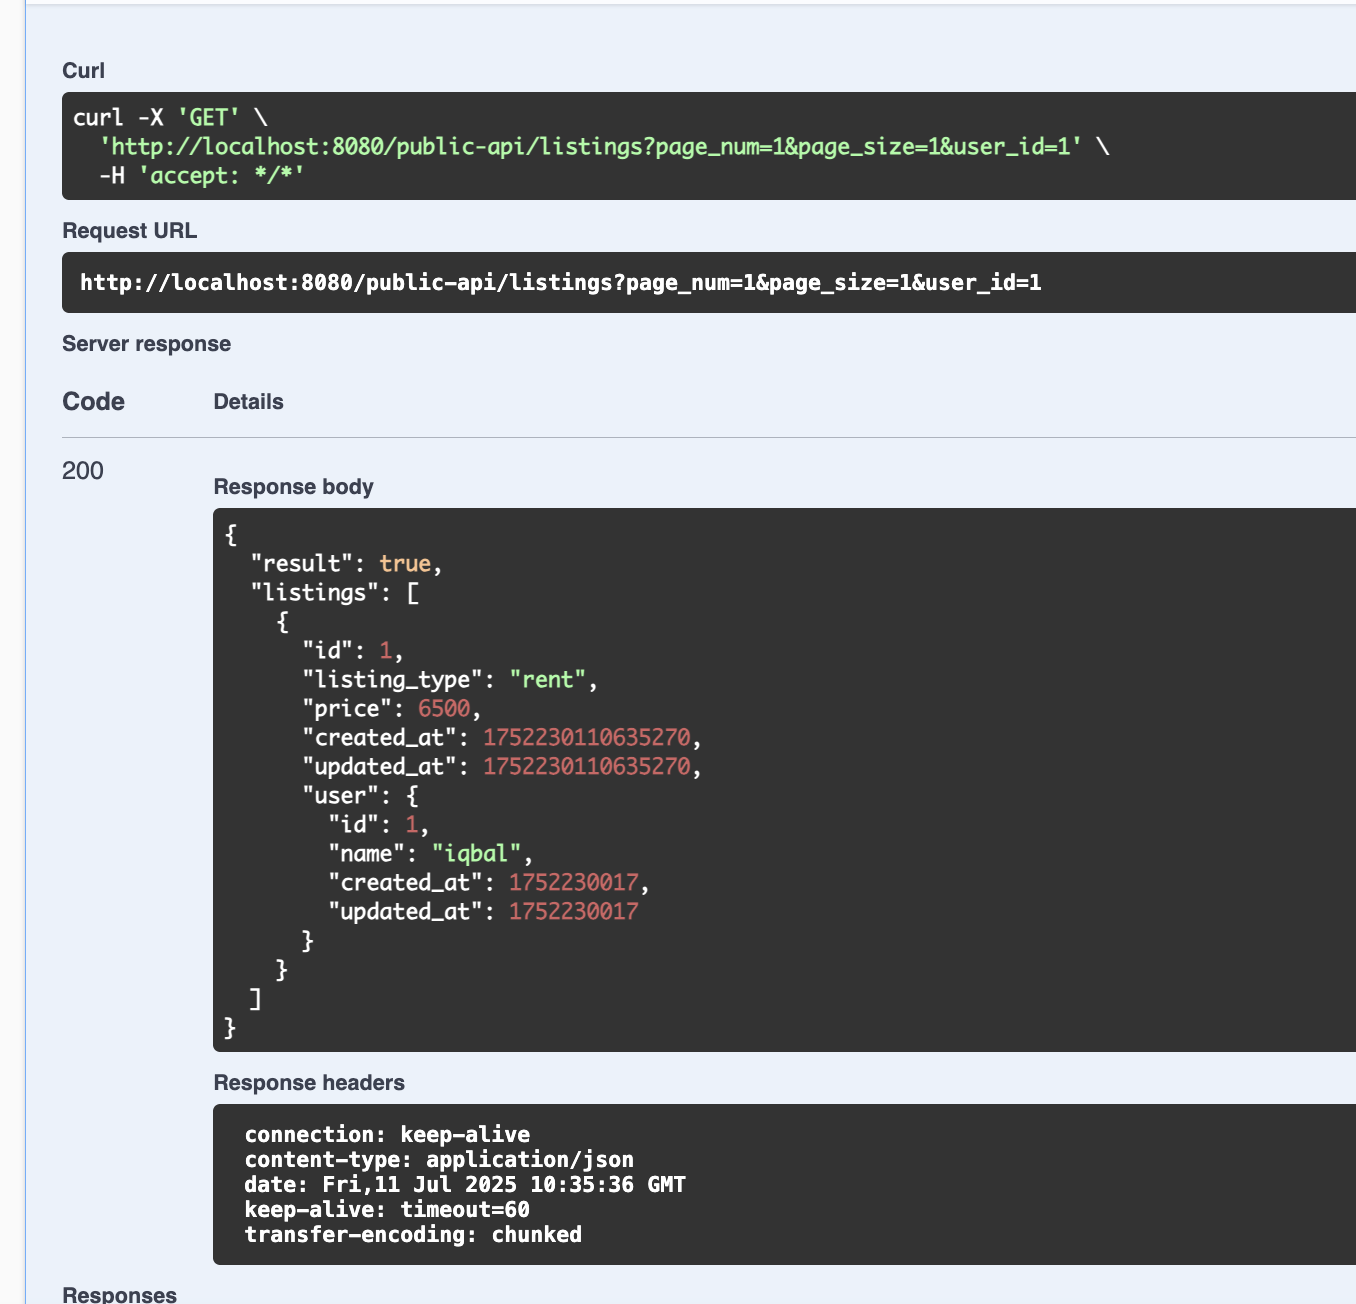 Curl
curl -X 'GET' \
  'http://localhost:8080/public-api/listings?page_num=1&page_size=1&user_id=1' \
  -H 'accept: */*'
Request URL
http://localhost:8080/public-api/listings?page_num=1&page_size=1&user_id=1
Server response
Code Details
200
Response body
{
  "result": true,
  "listings": [
    {
      "id": 1,
      "listing_type": "rent",
      "price": 6500,
      "created_at": 1752230110635270,
      "updated_at": 1752230110635270,
      "user": {
        "id": 1,
        "name": "iqbal",
        "created_at": 1752230017,
        "updated_at": 1752230017
      }
    }
  ]
}
Response headers
connection: keep-alive
content-type: application/json
date: Fri,11 Jul 2025 10:35:36 GMT
keep-alive: timeout=60
transfer-encoding: chunked
Responses